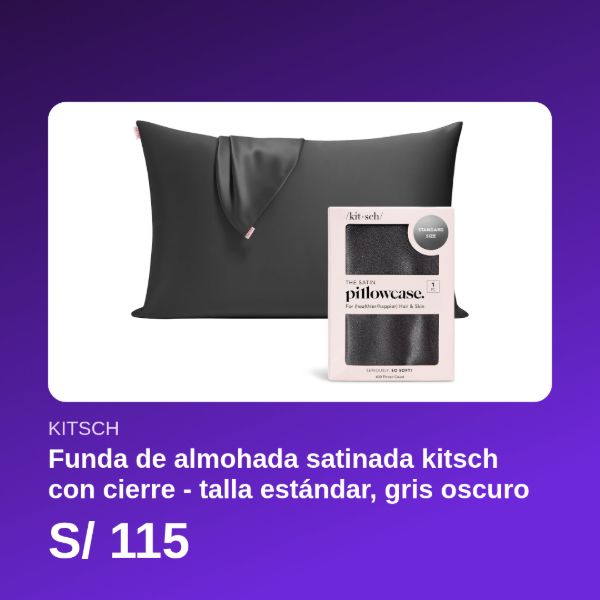 /kit·sch/
STANDARD
SIZE
THE SATIN
pillowcase.
1
For (healthier/happier) Hair & Skin
SERIOUSLY, SO SOFT!
KITSCH
Funda de almohada satinada kitsch
con cierre - talla estándar, gris oscuro
S/ 115